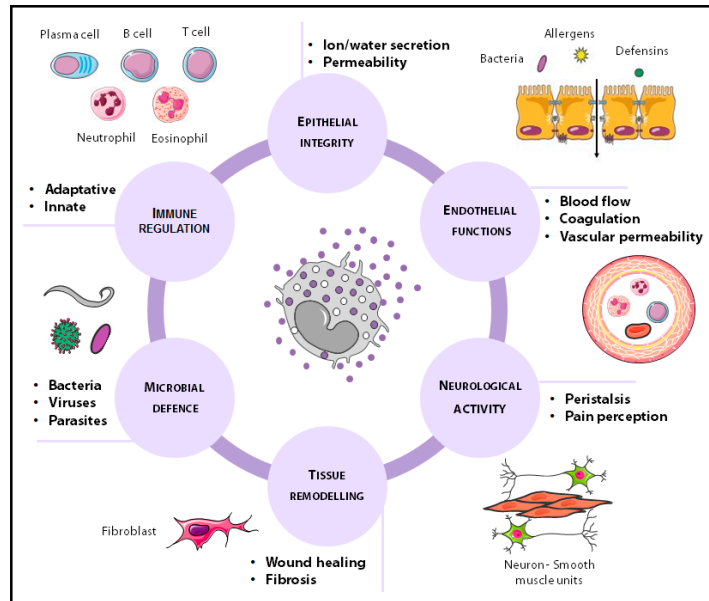 Plasma cell
B cell
T cell
Neutrophil
Eosinophil
• Ion/water secretion
• Permeability
Allergens
Bacteria
Defensins
EPITHELIAL
INTEGRITY
• Adaptative
• Innate
IMMUNE
REGULATION
ENDOTHELIAL
FUNCTIONS
• Blood flow
• Coagulation
• Vascular permeability
• Bacteria
• Viruses
• Parasites
MICROBIAL
DEFENCE
NEUROLOGICAL
ACTIVITY
• Peristalsis
• Pain perception
TISSUE
REMODELLING
Fibroblast
• Wound healing
• Fibrosis
Neuron - Smooth
muscle units